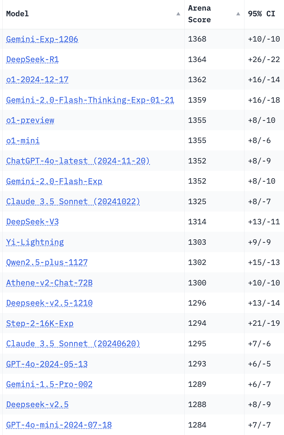 Model Arena Score 95% CI
Gemini-Exp-1206 1368 +10/-10
DeepSeek-R1 1364 +26/-22
o1-2024-12-17 1362 +16/-14
Gemini-2.0-Flash-Thinking-Exp-01-21 1359 +16/-18
o1-preview 1355 +8/-10
o1-mini 1355 +8/-6
ChatGPT-4o-latest (2024-11-20) 1352 +8/-9
Gemini-2.0-Flash-Exp 1352 +8/-10
Claude 3.5 Sonnet (20241022) 1325 +8/-7
DeepSeek-V3 1314 +13/-11
Yi-Lightning 1303 +9/-9
Qwen2.5-plus-1127 1302 +15/-13
Athene-v2-Chat-72B 1300 +10/-10
Deepseek-v2.5-1210 1296 +13/-14
Step-2-16K-Exp 1294 +21/-19
Claude 3.5 Sonnet (20240620) 1295 +7/-6
GPT-4o-2024-05-13 1293 +6/-5
Gemini-1.5-Pro-002 1289 +6/-7
Deepseek-v2.5 1288 +8/-9
GPT-4o-mini-2024-07-18 1284 +7/-7